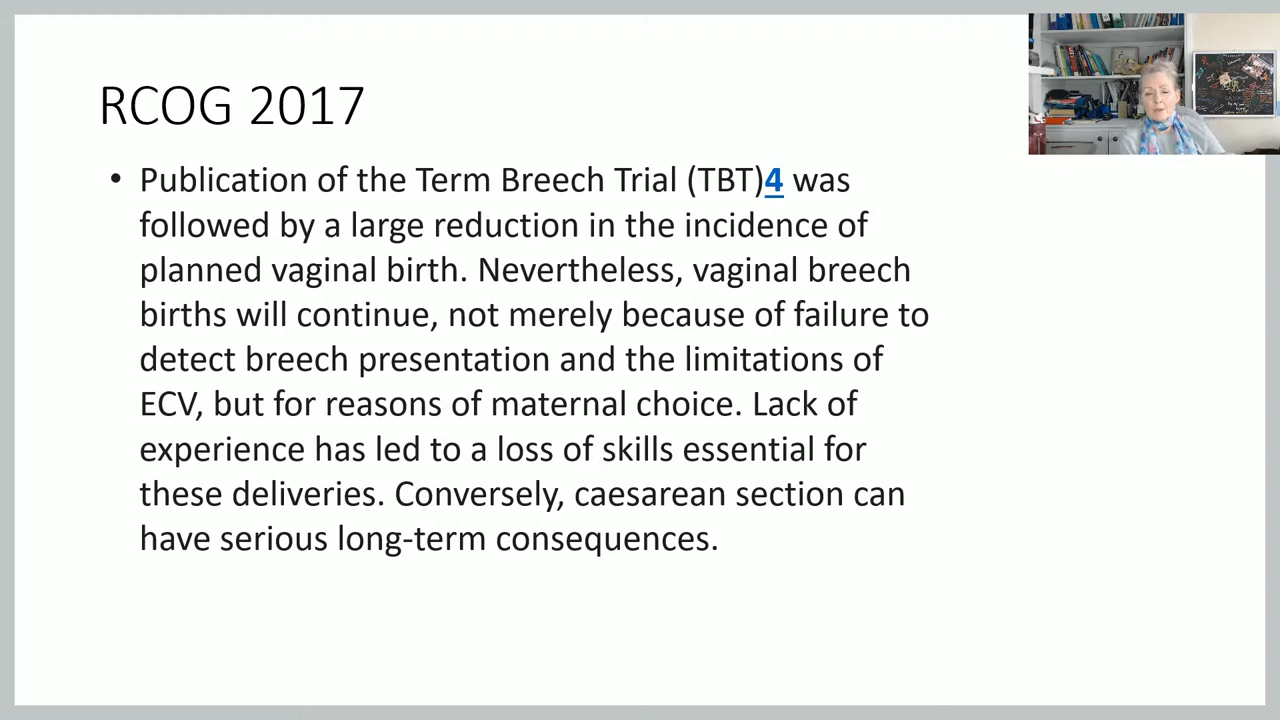 RCOG 2017
• Publication of the Term Breech Trial (TBT)4 was
followed by a large reduction in the incidence of
planned vaginal birth. Nevertheless, vaginal breech
births will continue, not merely because of failure to
detect breech presentation and the limitations of
ECV, but for reasons of maternal choice. Lack of
experience has led to a loss of skills essential for
these deliveries. Conversely, caesarean section can
have serious long-term consequences.